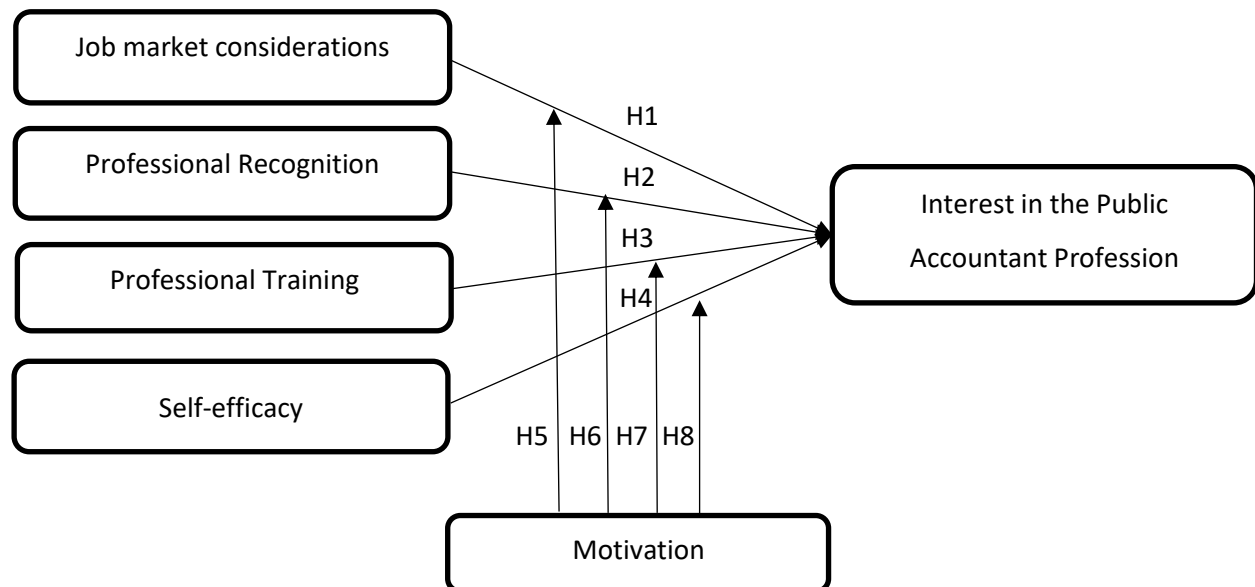 Job market considerations
H1
Professional Recognition
H2
Interest in the Public
Accountant Profession
H3
Professional Training
H4
Self-efficacy
H5
H6
H7
H8
Motivation